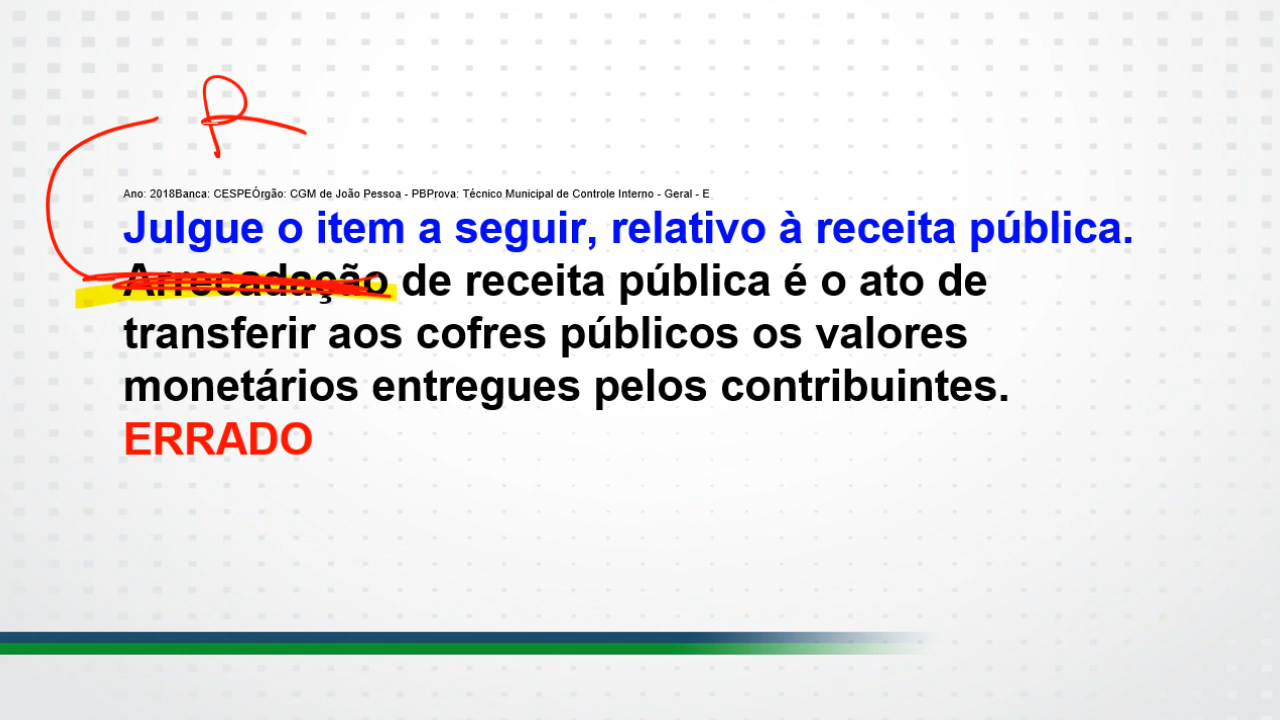 R
Ano: 2018Banca: CESPEÓrgão: CGM de João Pessoa - PBProva: Técnico Municipal de Controle Interno - Geral - E
Julgue o item a seguir, relativo à receita pública.
Arrecadação de receita pública é o ato de
transferir aos cofres públicos os valores
monetários entregues pelos contribuintes.
ERRADO